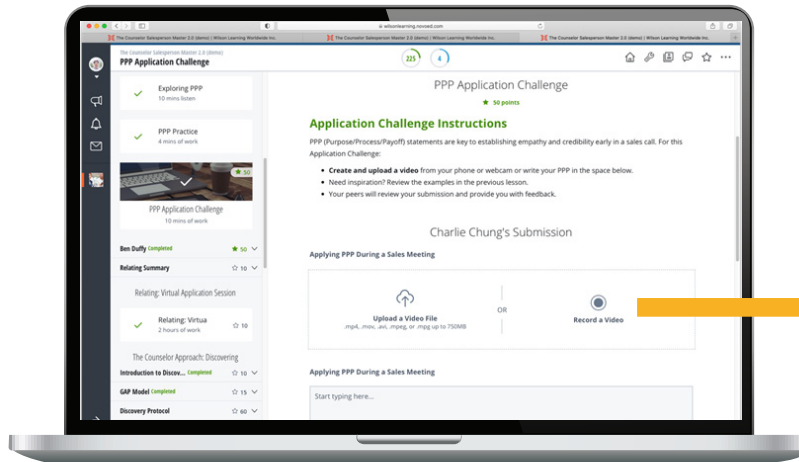 wilsonlearning.novoed.com
The Counselor Salesperson Master 2.0 (demo) | Wilson Learning Worldwide Inc.
The Counselor Salesperson Master 2.0 (demo) | Wilson Learning Worldwide Inc.
The Counselor Salesperson Master 2.0 (demo) | Wilson Learning Worldwide Inc.
The Counselor Salesperson Master 2.0 (demo)
PPP Application Challenge
225
4
Exploring PPP
10 mins listen
PPP Practice
4 mins of work
50
PPP Application Challenge
10 mins of work
Ben Duffy Completed 50
Relating Summary 10
Relating: Virtual Application Session
Relating: Virtua 10
2 hours of work
The Counselor Approach: Discovering
Introduction to Discov... Completed 10
GAP Model Completed 15
Discovery Protocol 60
PPP Application Challenge
50 points
Application Challenge Instructions
PPP (Purpose/Process/Payoff) statements are key to establishing empathy and credibility early in a sales call. For this
Application Challenge:
• Create and upload a video from your phone or webcam or write your PPP in the space below.
• Need inspiration? Review the examples in the previous lesson.
• Your peers will review your submission and provide you with feedback.
Charlie Chung's Submission
Applying PPP During a Sales Meeting
Upload a Video File
.mp4, .mov, .avi, .mpeg, or .mpg up to 750MB
OR
Record a Video
Applying PPP During a Sales Meeting
Start typing here...